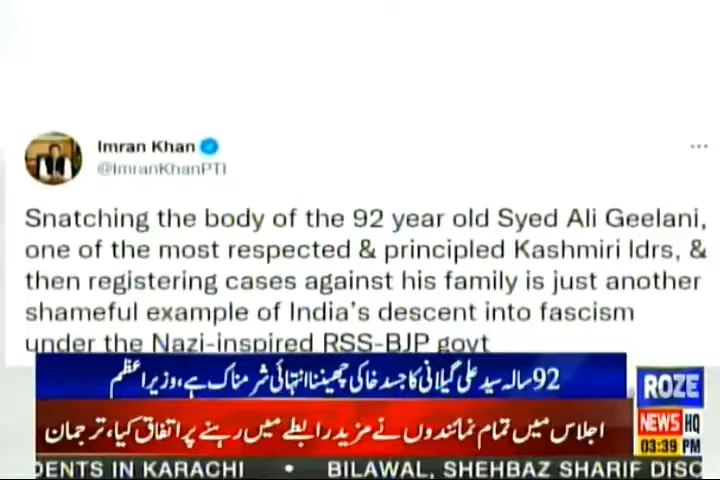 Imran Khan
@ImranKhanPTI
Snatching the body of the 92 year old Syed Ali Geelani,
one of the most respected & principled Kashmiri ldrs, &
then registering cases against his family is just another
shameful example of India's descent into fascism
under the Nazi-inspired RSS-BJP govt
92 سالہ سید علی گیلانی کا جسد خاکی چھیننا انتہائی شرمناک ہے، وزیراعظم
اجلاس میں تمام نمائندوں نے مزید رابطے میں رہنے پر اتفاق کیا، ترجمان
ROZE
NEWS HQ
03:39 PM
DENTS IN KARACHI • BILAWAL, SHEHBAZ SHARIF DISC